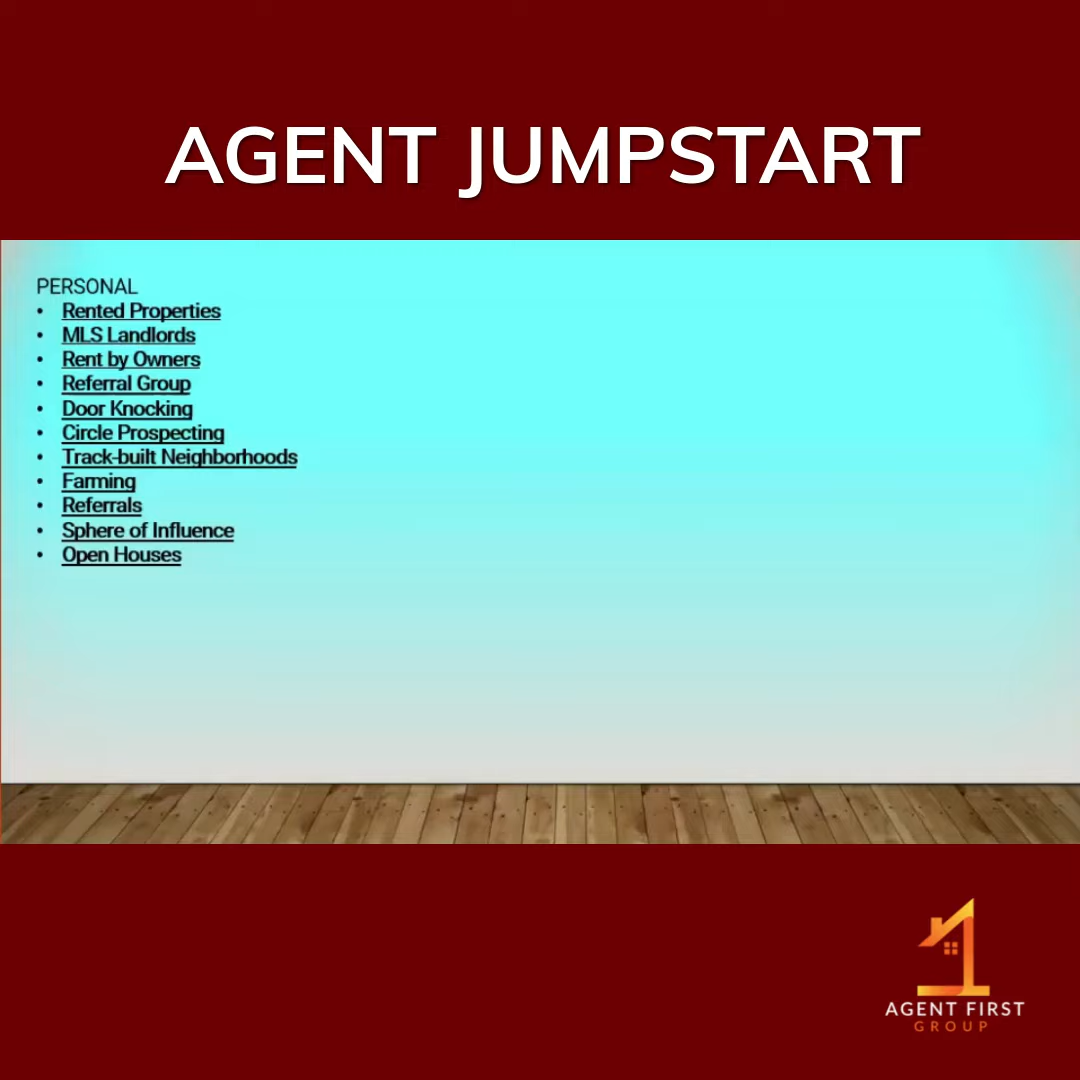 AGENT JUMPSTART
PERSONAL
• Rented Properties
• MLS Landlords
• Rent by Owners
• Referral Group
• Door Knocking
• Circle Prospecting
• Track-built Neighborhoods
• Farming
• Referrals
• Sphere of Influence
• Open Houses
AGENT FIRST
GROUP